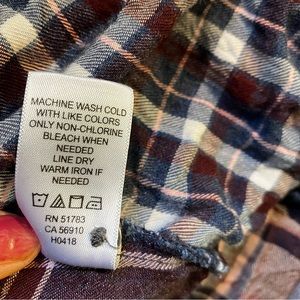 MACHINE WASH COLD
WITH LIKE COLORS
ONLY NON-CHLORINE
BLEACH WHEN
NEEDED
LINE DRY
WARM IRON IF
NEEDED
RN 51783
CA 56910
H0418